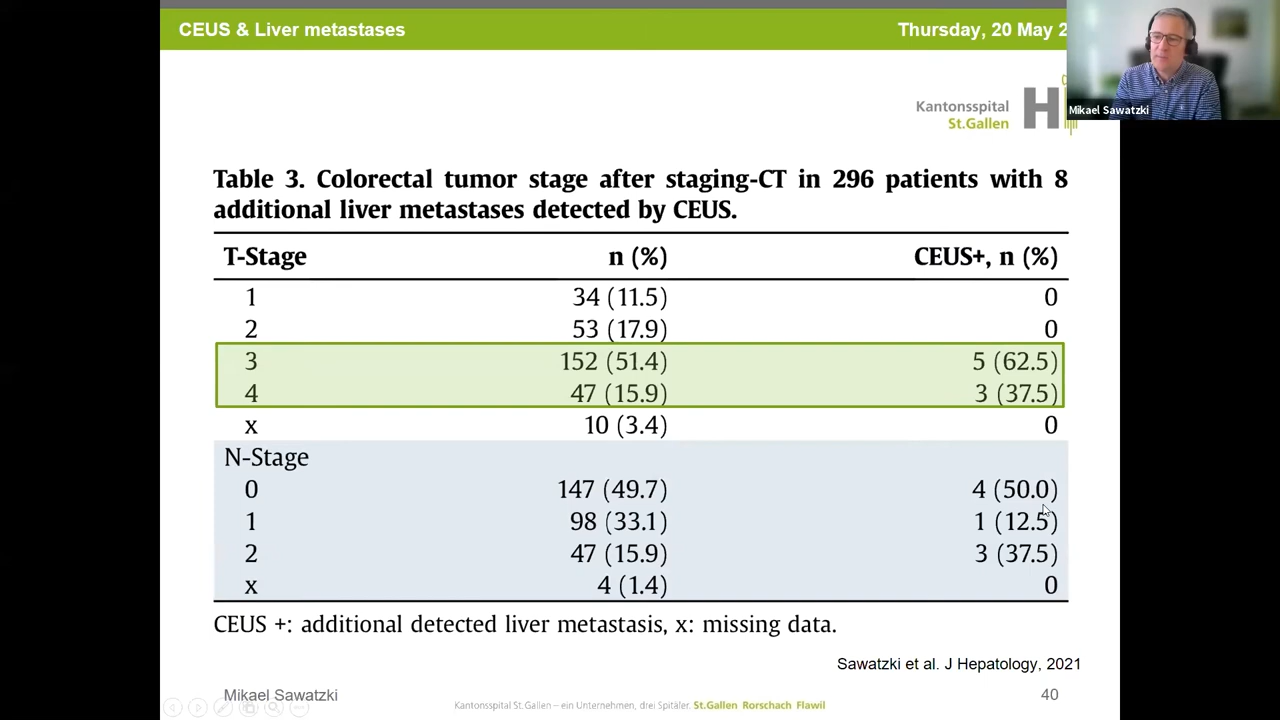 CEUS & Liver metastases
Thursday, 20 May 2
Mikael Sawatzki
Kantonsspital
St.Gallen
H
Table 3. Colorectal tumor stage after staging-CT in 296 patients with 8
additional liver metastases detected by CEUS.
T-Stage n (%) CEUS+, n (%)
1 34 (11.5) 0
2 53 (17.9) 0
3 152 (51.4) 5 (62.5)
4 47 (15.9) 3 (37.5)
x 10 (3.4) 0
N-Stage
0 147 (49.7) 4 (50.0)
1 98 (33.1) 1 (12.5)
2 47 (15.9) 3 (37.5)
x 4 (1.4) 0
CEUS +: additional detected liver metastasis, x: missing data.
Sawatzki et al. J Hepatology, 2021
Mikael Sawatzki
Kantonsspital St.Gallen – ein Unternehmen, drei Spitäler. St.Gallen Rorschach Flawil
40